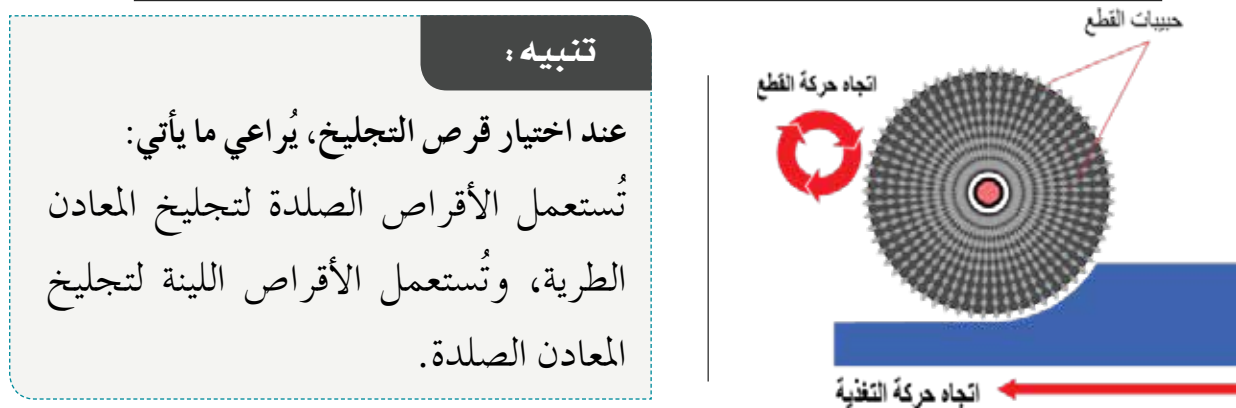 حبيبات القطع
اتجاه حركة القطع
اتجاه حركة التغذية
تنبيه:
عند اختيار قرص التجليخ، يُراعي ما يأتي:
تُستعمل الأقراص الصلدة لتجليخ المعادن
الطرية، وتُستعمل الأقراص اللينة لتجليخ
المعادن الصلدة.